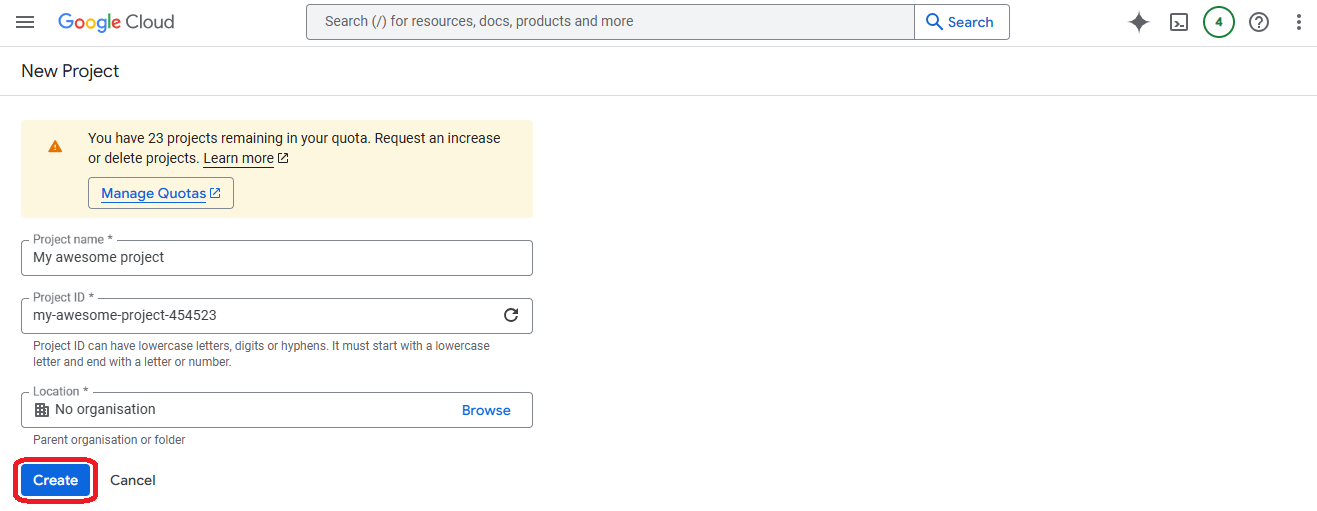 Google Cloud
Search (/) for resources, docs, products and more
Search
4
New Project
You have 23 projects remaining in your quota. Request an increase
or delete projects. Learn more
Manage Quotas
Project name *
My awesome project
Project ID *
my-awesome-project-454523
Project ID can have lowercase letters, digits or hyphens. It must start with a lowercase
letter and end with a letter or number.
Location *
No organisation
Browse
Parent organisation or folder
Create
Cancel